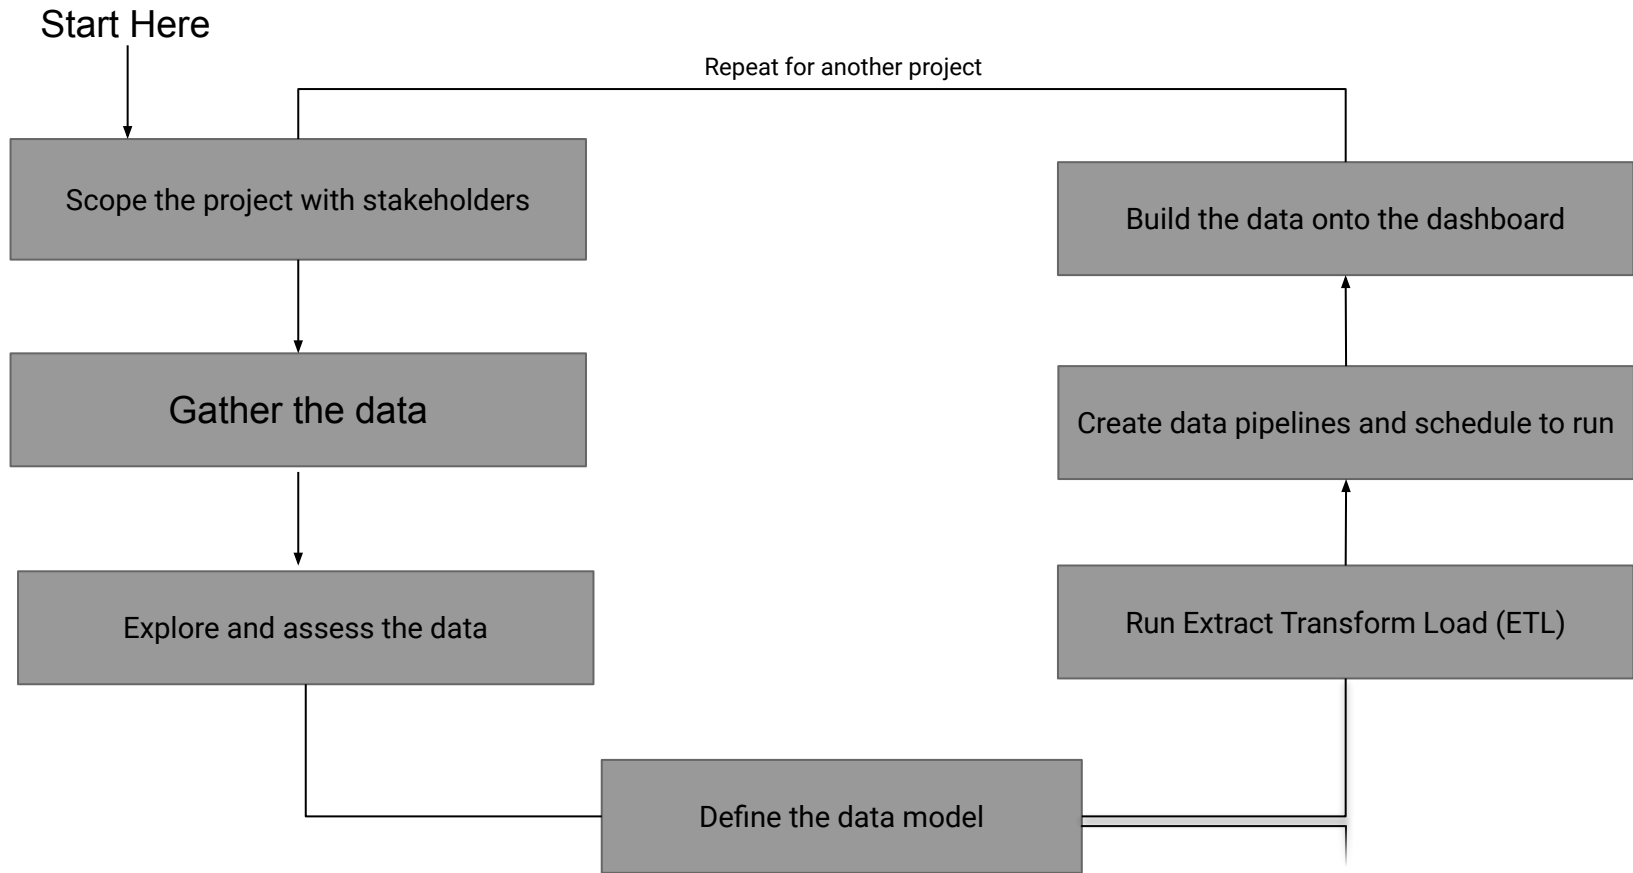 Start Here
Repeat for another project
Scope the project with stakeholders
Gather the data
Explore and assess the data
Define the data model
Run Extract Transform Load (ETL)
Create data pipelines and schedule to run
Build the data onto the dashboard